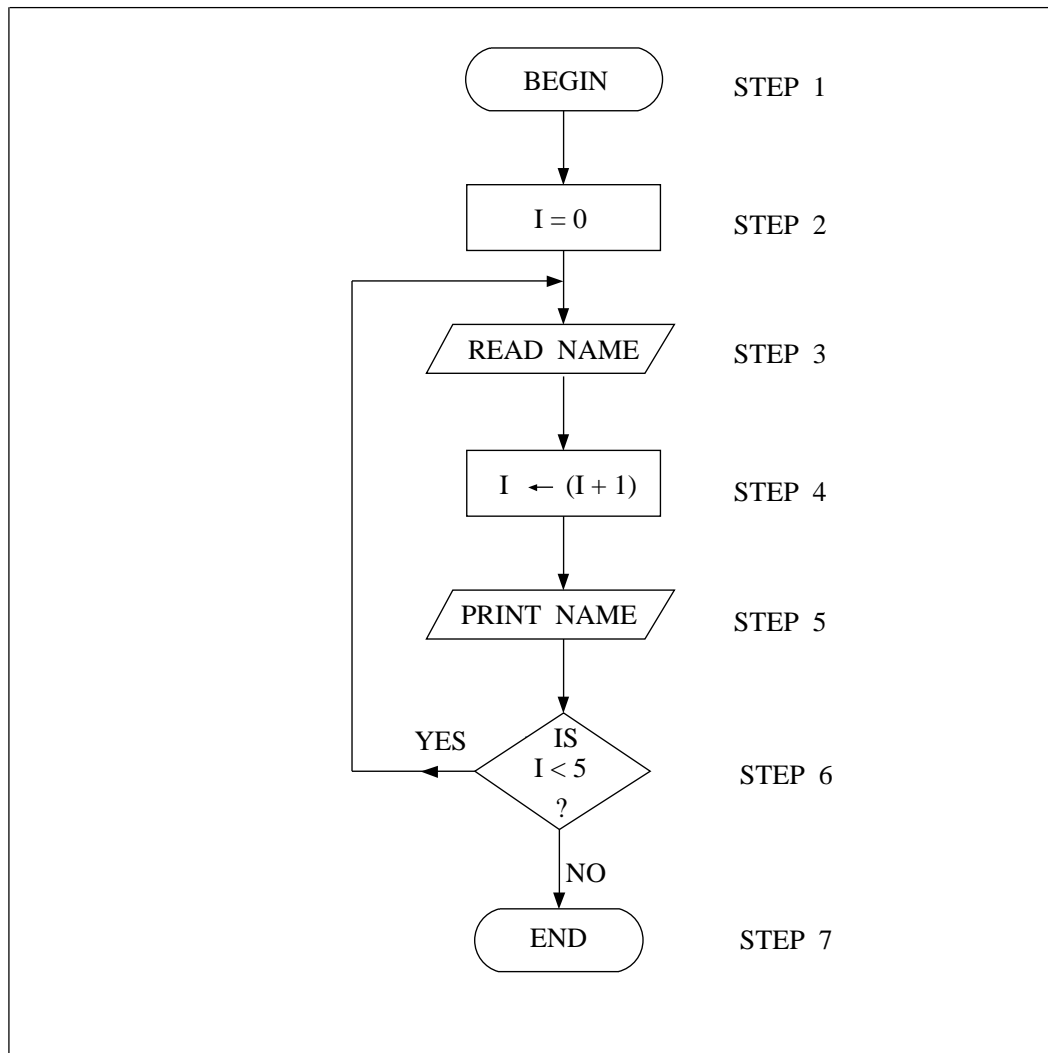 BEGIN STEP 1
I = 0 STEP 2
READ NAME STEP 3
I ← (I + 1) STEP 4
PRINT NAME STEP 5
YES
IS
I < 5
?
STEP 6
NO
END STEP 7